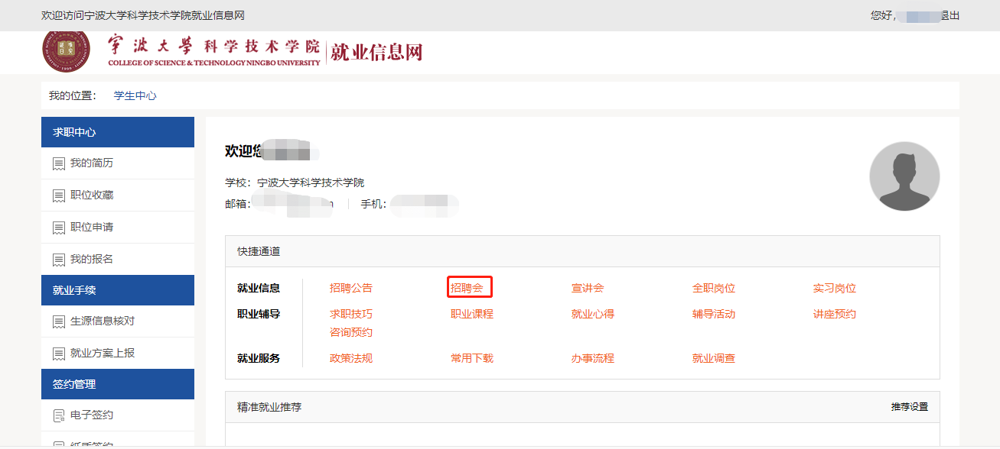 欢迎访问宁波大学科学技术学院就业信息网
您好, 退出
宁波大学科学技术学院
COLLEGE OF SCIENCE & TECHNOLOGY NINGBO UNIVERSITY
就业信息网
我的位置： 学生中心
求职中心
我的简历
职位收藏
职位申请
我的报名
就业手续
生源信息核对
就业方案上报
签约管理
电子签约
纸质签约
欢迎您
学校：宁波大学科学技术学院
邮箱： 手机：
快捷通道
就业信息 招聘公告 招聘会 宣讲会 全职岗位 实习岗位
职业辅导 求职技巧 职业课程 就业心得 辅导活动 讲座预约
咨询预约
就业服务 政策法规 常用下载 办事流程 就业调查
精准就业推荐 推荐设置